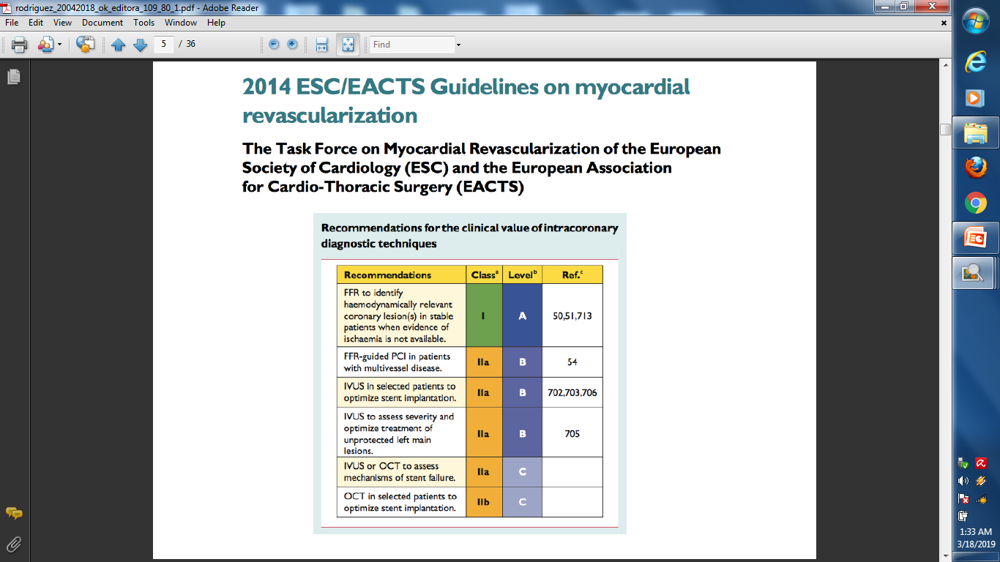 rodriguez_20042018_ok_editora_109_80_1.pdf - Adobe Reader
File Edit View Document Tools Window Help
5 / 36
Find
2014 ESC/EACTS Guidelines on myocardial
revascularization
The Task Force on Myocardial Revascularization of the European
Society of Cardiology (ESC) and the European Association
for Cardio-Thoracic Surgery (EACTS)
Recommendations for the clinical value of intracoronary
diagnostic techniques
Recommendations Classᵃ Levelᵇ Ref.ᶜ
FFR to identify
haemodynamically relevant
coronary lesion(s) in stable
patients when evidence of
ischaemia is not available.
I A 50,51,713
FFR-guided PCI in patients
with multivessel disease.
IIa B 54
IVUS in selected patients to
optimize stent implantation.
IIa B 702,703,706
IVUS to assess severity and
optimize treatment of
unprotected left main
lesions.
IIa B 705
IVUS or OCT to assess
mechanisms of stent failure.
IIa C
OCT in selected patients to
optimize stent implantation.
IIb C
1:33 AM
3/18/2019